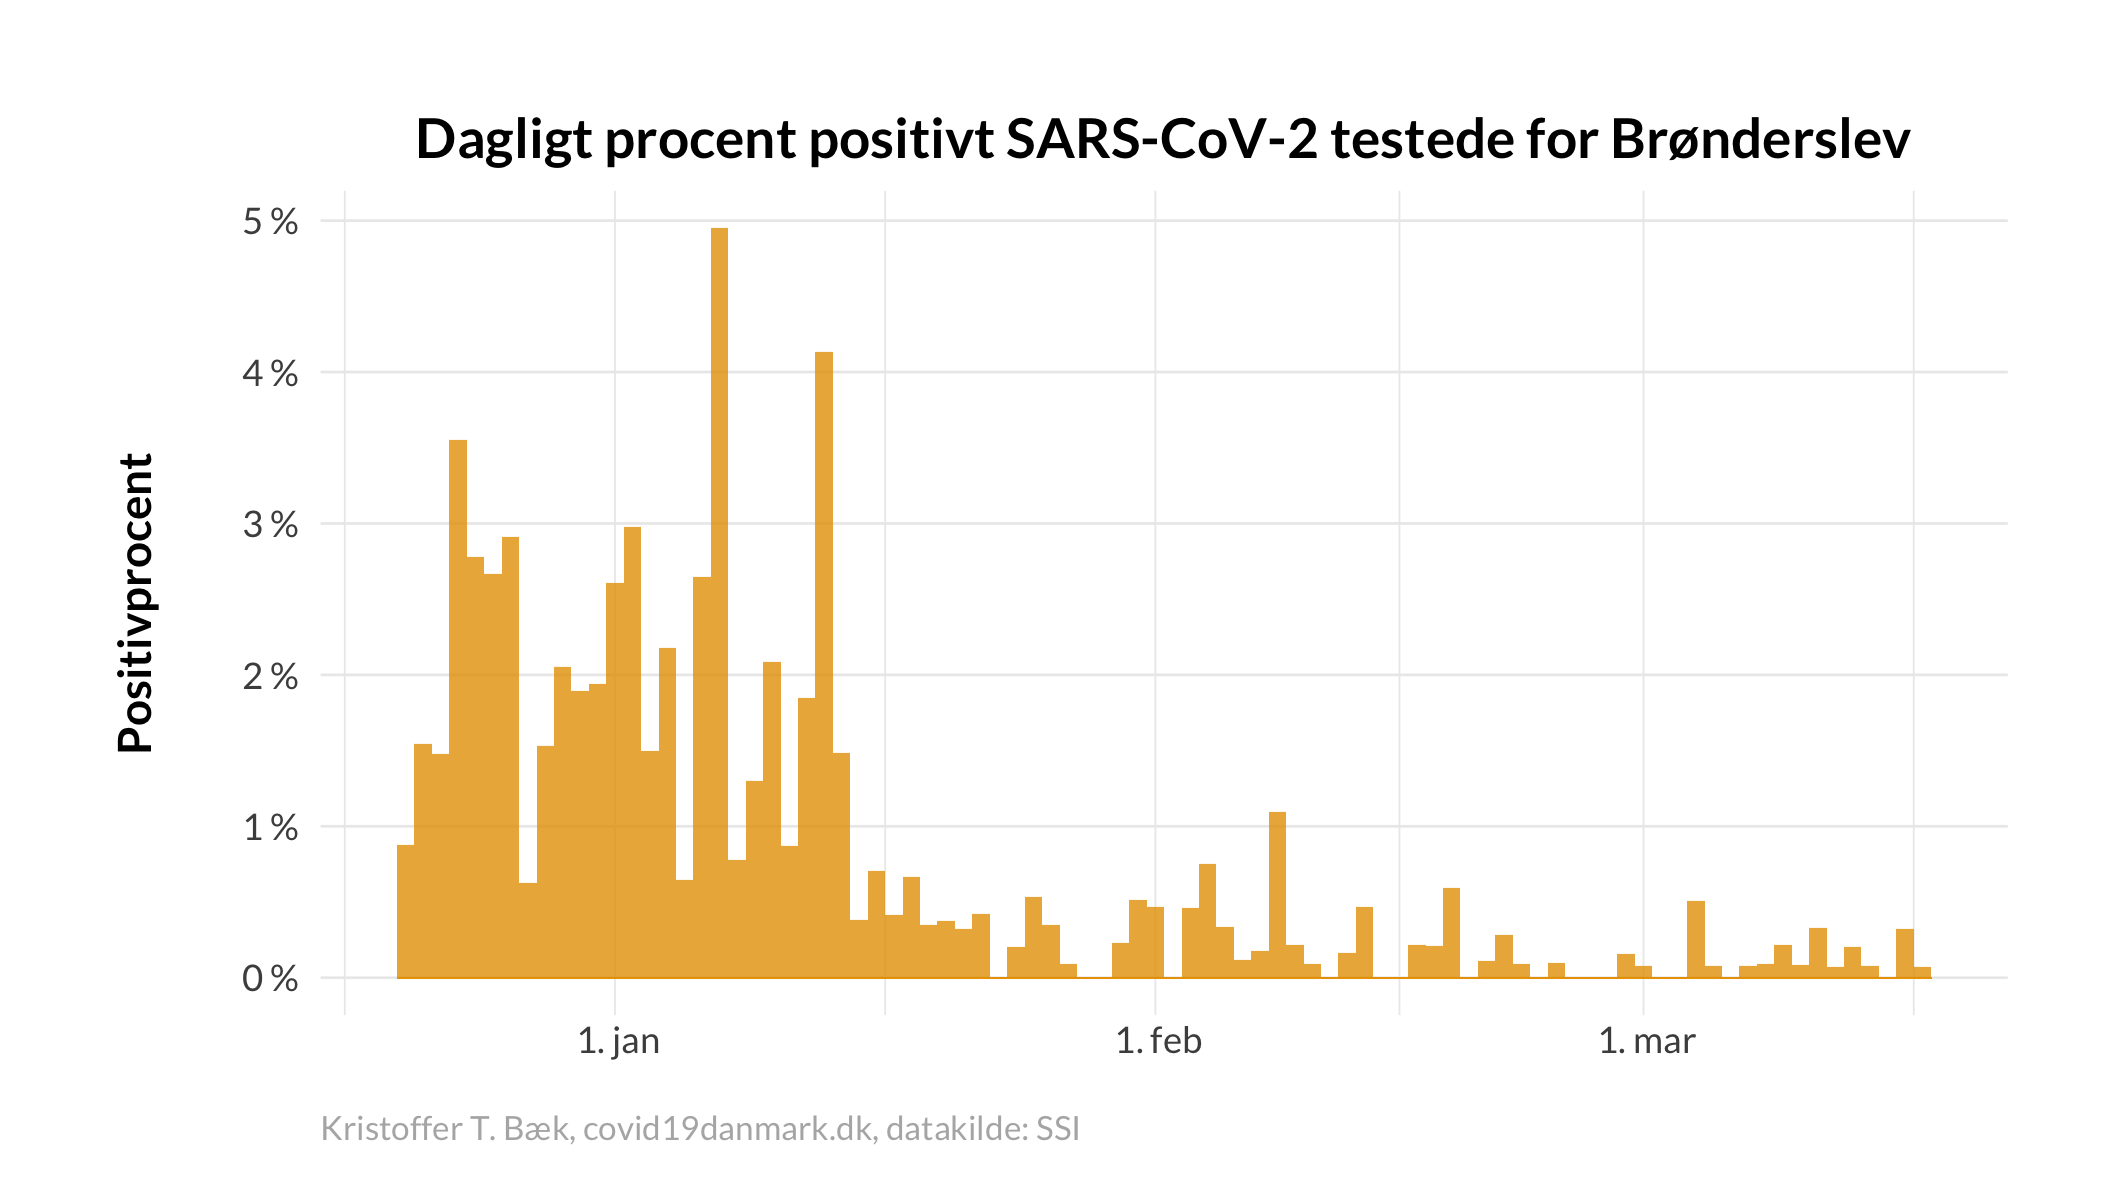 Dagligt procent positivt SARS-CoV-2 testede for Brønderslev
Positivprocent
5 %
4 %
3 %
2 %
1 %
0 %
1. jan
1. feb
1. mar
Kristoffer T. Bæk, covid19danmark.dk, datakilde: SSI